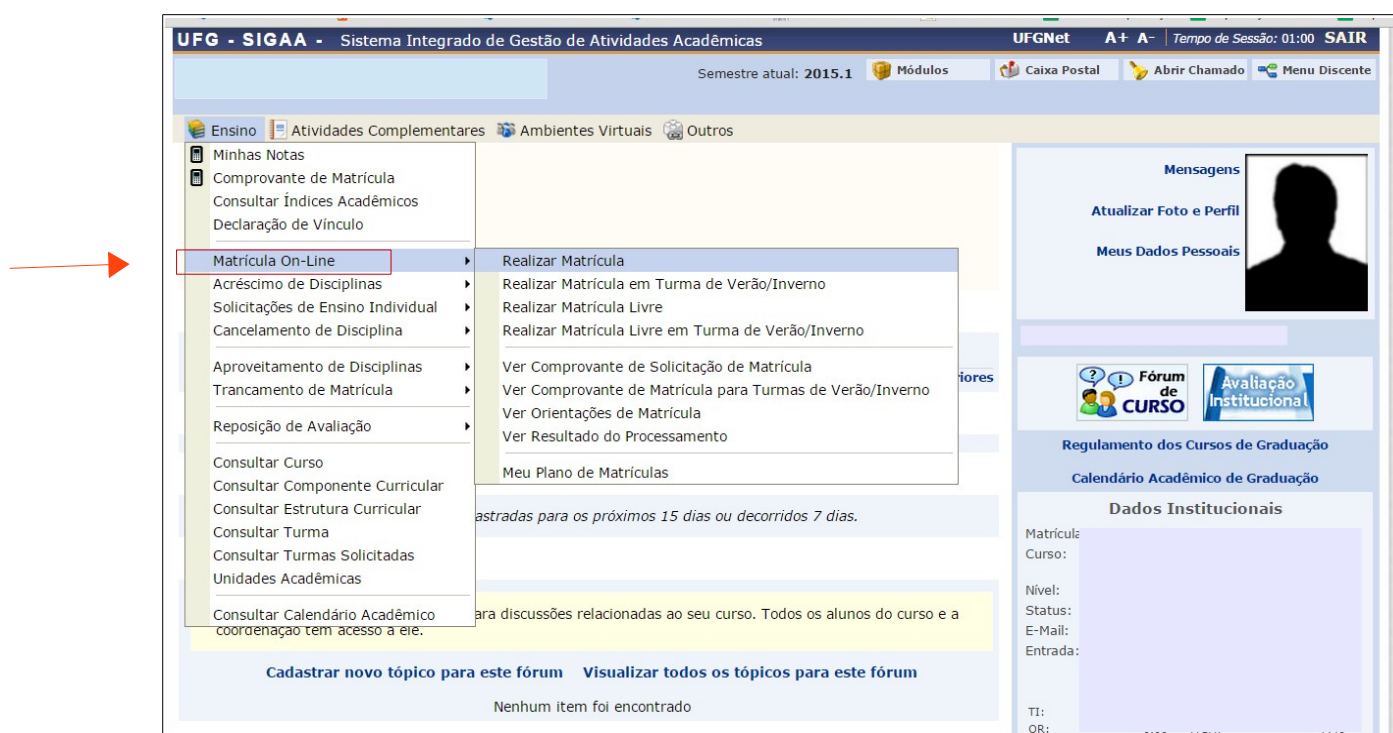 UFG - SIGAA - Sistema Integrado de Gestão de Atividades Acadêmicas UFGNet A+ A- Tempo de Sessão: 01:00 SAIR
Semestre atual: 2015.1 Módulos Caixa Postal Abrir Chamado Menu Discente
Ensino Atividades Complementares Ambientes Virtuais Outros
Minhas Notas
Comprovante de Matrícula
Consultar Índices Acadêmicos
Declaração de Vínculo
Matrícula On-Line
Acréscimo de Disciplinas
Solicitações de Ensino Individual
Cancelamento de Disciplina
Aproveitamento de Disciplinas
Trancamento de Matrícula
Reposição de Avaliação
Consultar Curso
Consultar Componente Curricular
Consultar Estrutura Curricular
Consultar Turma
Consultar Turmas Solicitadas
Unidades Acadêmicas
Consultar Calendário Acadêmico
Realizar Matrícula
Realizar Matrícula em Turma de Verão/Inverno
Realizar Matrícula Livre
Realizar Matrícula Livre em Turma de Verão/Inverno
Ver Comprovante de Solicitação de Matrícula
Ver Comprovante de Matrícula para Turmas de Verão/Inverno
Ver Orientações de Matrícula
Ver Resultado do Processamento
Meu Plano de Matrículas
iores
astradas para os próximos 15 dias ou decorridos 7 dias.
ara discussões relacionadas ao seu curso. Todos os alunos do curso e a
coordenação tem acesso a ele.
Cadastrar novo tópico para este fórum Visualizar todos os tópicos para este fórum
Nenhum item foi encontrado
Mensagens
Atualizar Foto e Perfil
Meus Dados Pessoais
Fórum
de
CURSO
Avaliação
Institucional
Regulamento dos Cursos de Graduação
Calendário Acadêmico de Graduação
Dados Institucionais
Matrícula
Curso:
Nível:
Status:
E-Mail:
Entrada:
TI:
OR: